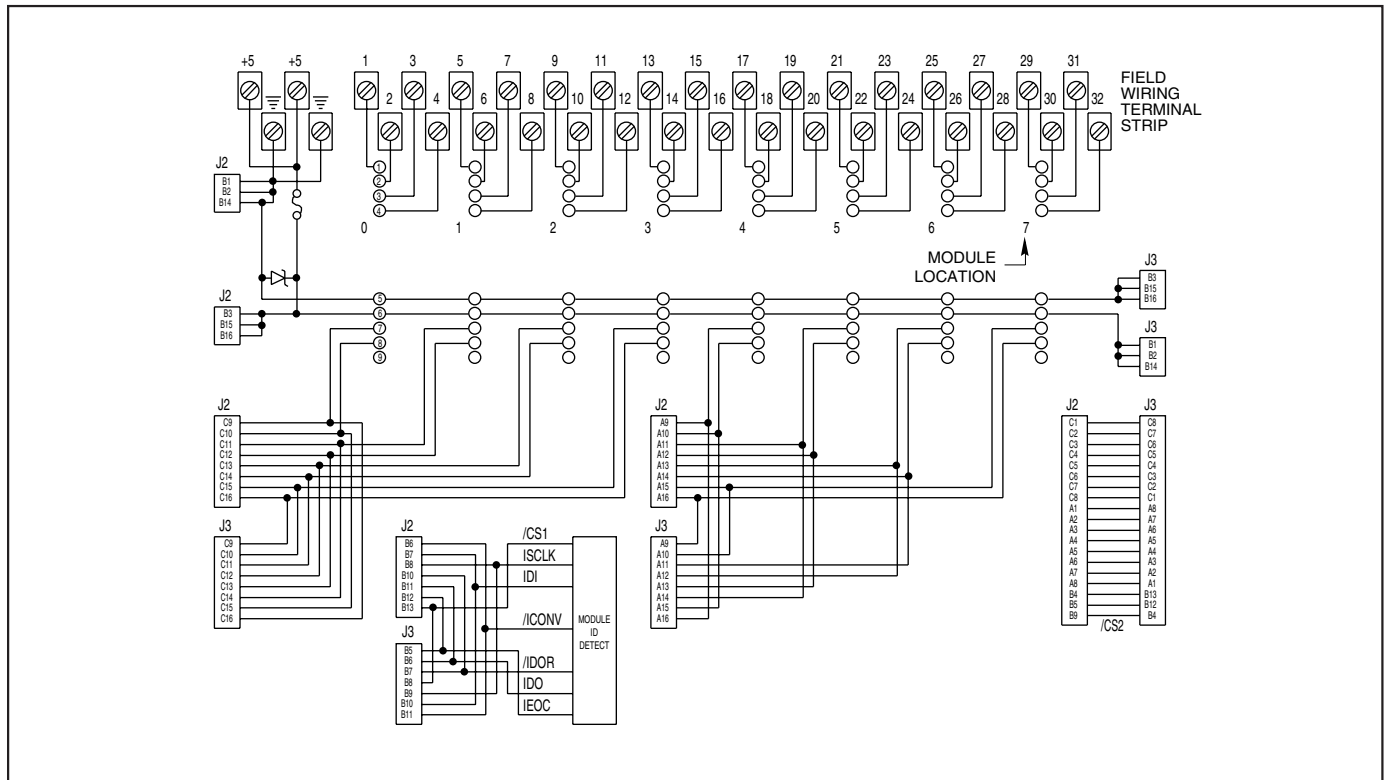 +5 +5 1 3 5 7 9 11 13 15 17 19 21 23 25 27 29 31
2 4 6 8 10 12 14 16 18 20 22 24 26 28 30 32
FIELD
WIRING
TERMINAL
STRIP
J2
B1
B2
B14
1
2
3
4
0 1 2 3 4 5 6 7
MODULE
LOCATION
J3
B3
B15
B16
J2
B3
B15
B16
5
6
7
8
9
J3
B1
B2
B14
J2
C9
C10
C11
C12
C13
C14
C15
C16
J3
C9
C10
C11
C12
C13
C14
C15
C16
J2
B6
B7
B8
B10
B11
B12
B13
J3
B5
B6
B7
B8
B9
B10
B11
/CS1
ISCLK
IDI
/ICONV
/IDOR
IDO
IEOC
MODULE
ID
DETECT
J2
A9
A10
A11
A12
A13
A14
A15
A16
J3
A9
A10
A11
A12
A13
A14
A15
A16
J2 J3
C1 C8
C2 C7
C3 C6
C4 C5
C5 C4
C6 C3
C7 C2
C8 C1
A1 A8
A2 A7
A3 A6
A4 A5
A5 A4
A6 A3
A7 A2
A8 A1
B4 B13
B5 B12
B9 B4
/CS2